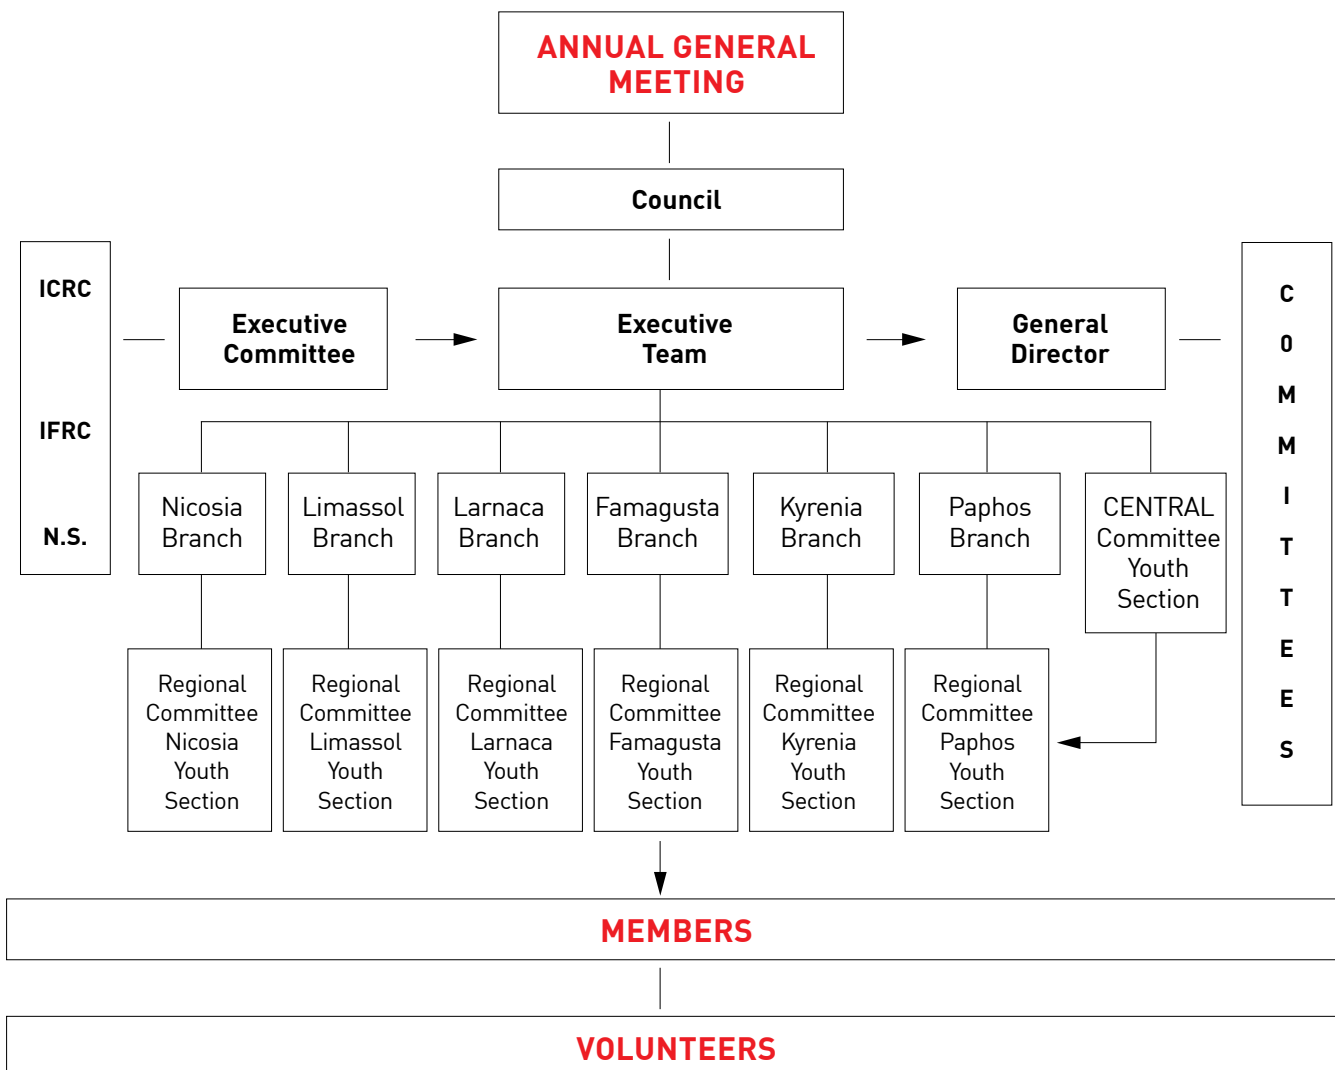 ANNUAL GENERAL
MEETING
Council
ICRC
IFRC
N.S.
Executive
Committee
Executive
Team
General
Director
C
O
M
M
I
T
T
E
E
S
Nicosia
Branch
Limassol
Branch
Larnaca
Branch
Famagusta
Branch
Kyrenia
Branch
Paphos
Branch
CENTRAL
Committee
Youth
Section
Regional
Committee
Nicosia
Youth
Section
Regional
Committee
Limassol
Youth
Section
Regional
Committee
Larnaca
Youth
Section
Regional
Committee
Famagusta
Youth
Section
Regional
Committee
Kyrenia
Youth
Section
Regional
Committee
Paphos
Youth
Section
MEMBERS
VOLUNTEERS